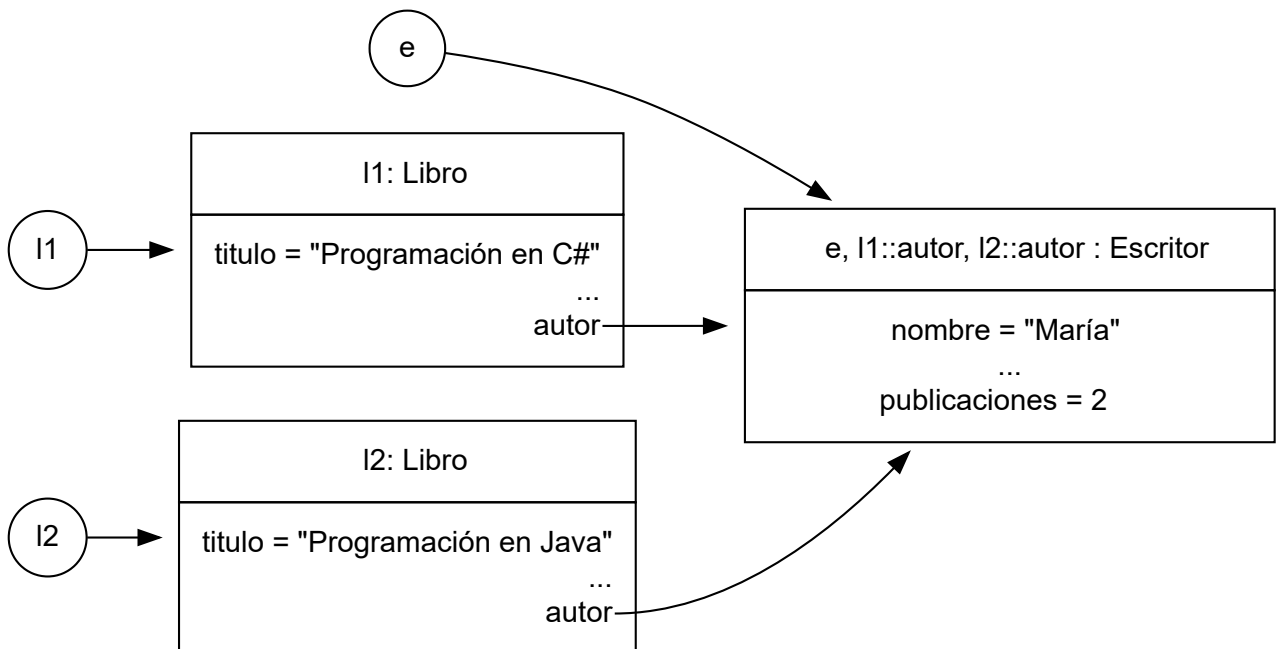 e
l1: Libro
l1
titulo = "Programación en C#"
...
autor
e, l1::autor, l2::autor : Escritor
nombre = "María"
...
publicaciones = 2
l2: Libro
l2
titulo = "Programación en Java"
...
autor